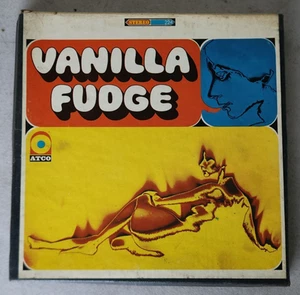 STEREO
VANILLA
FUDGE
ATCO